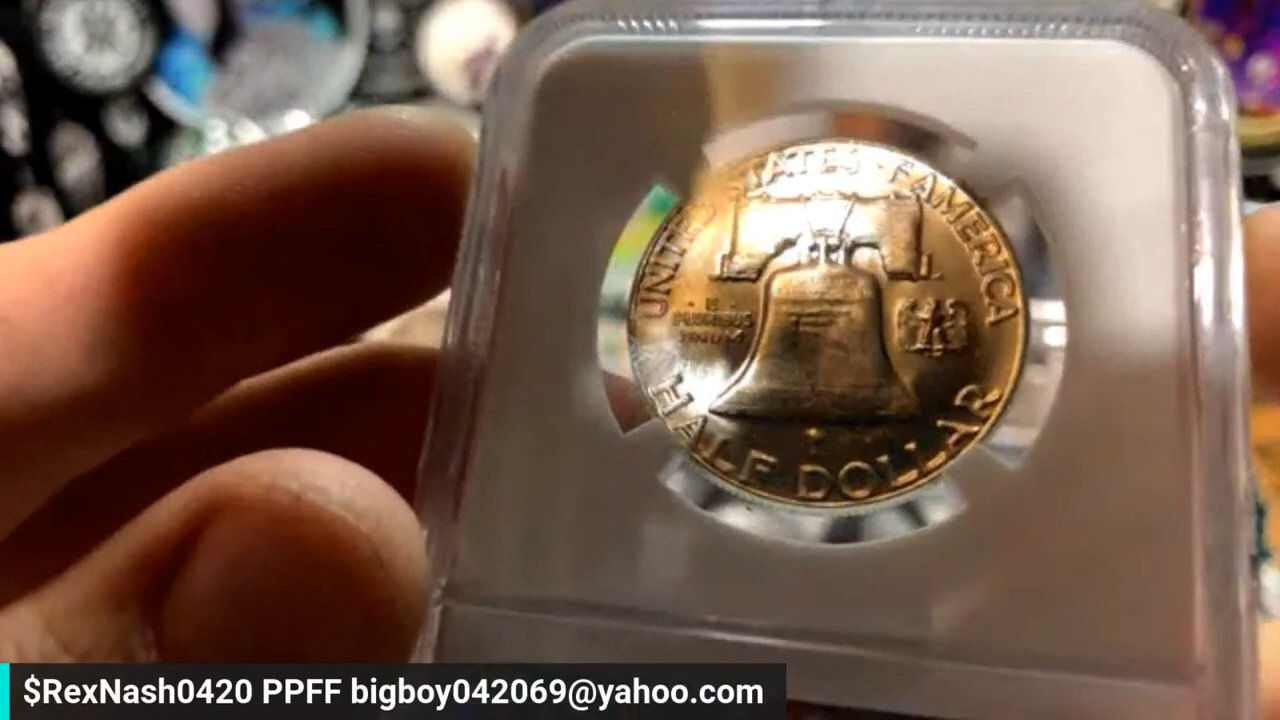 UNITED STATES OF AMERICA
E
PLURIBUS
UNUM
HALF DOLLAR
$RexNash0420 PPFF bigboy042069@yahoo.com